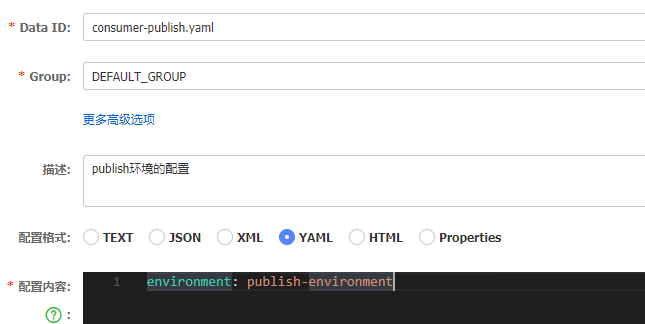 * Data ID: consumer-publish.yaml
* Group: DEFAULT_GROUP
更多高级选项
描述: publish环境的配置
配置格式: TEXT JSON XML YAML HTML Properties
* 配置内容: 1 environment: publish-environment
? :